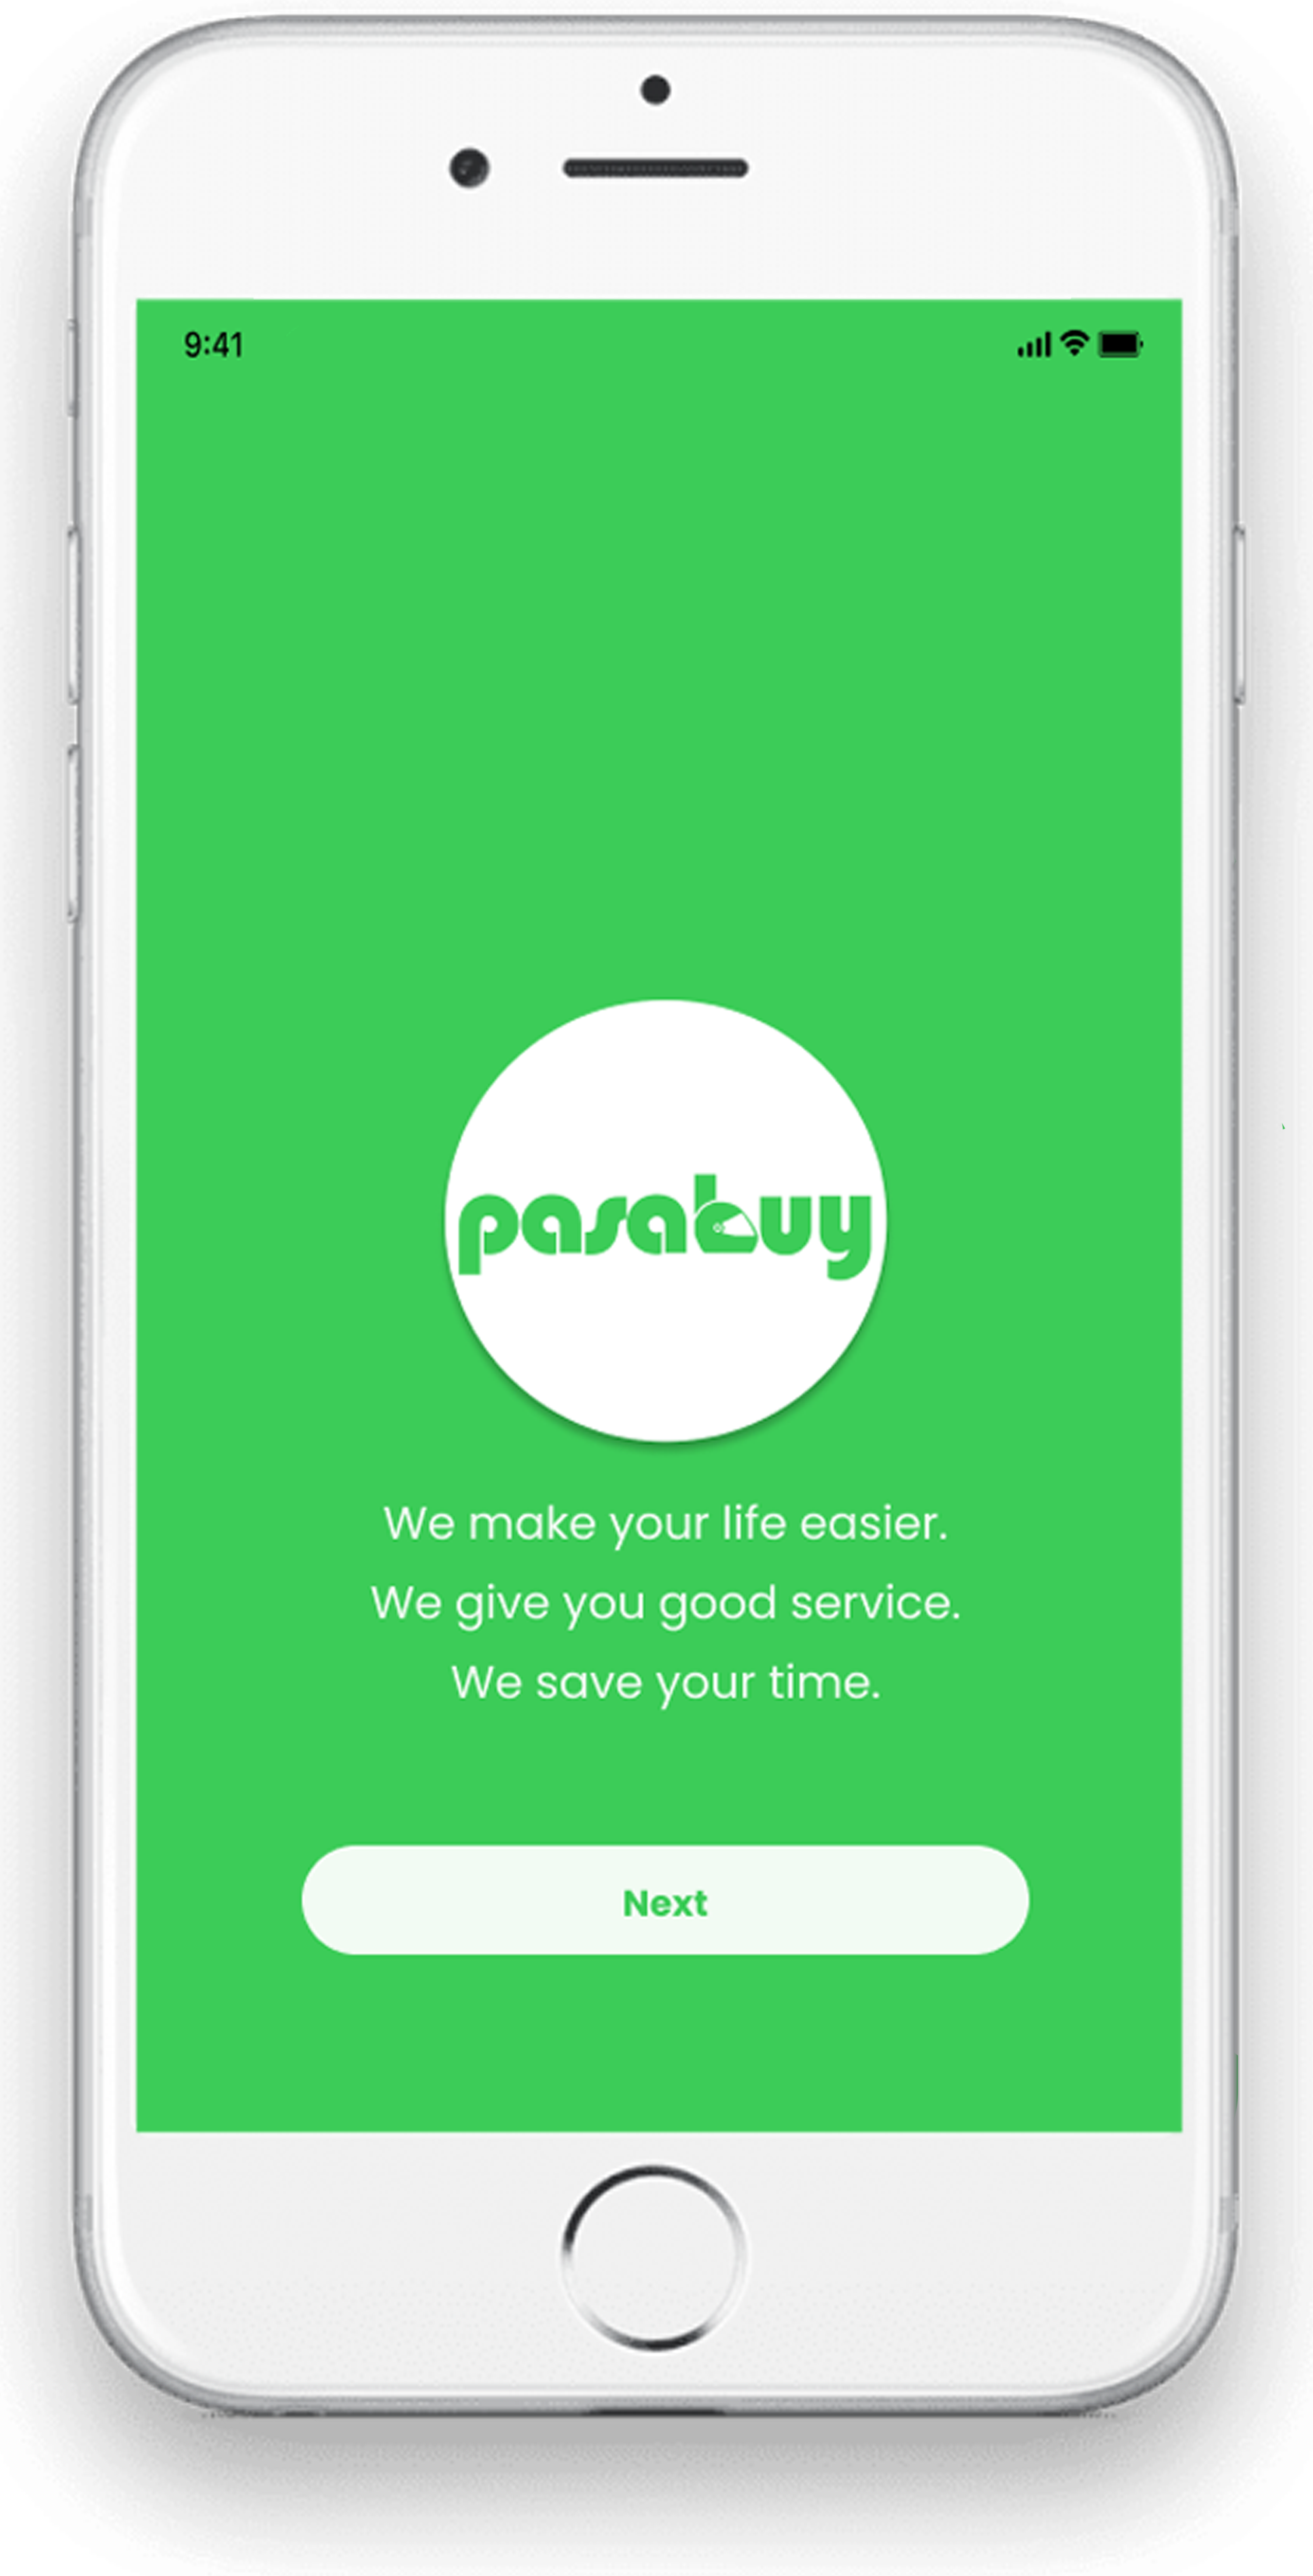 9:41
pasabuy
We make your life easier.
We give you good service.
We save your time.
Next